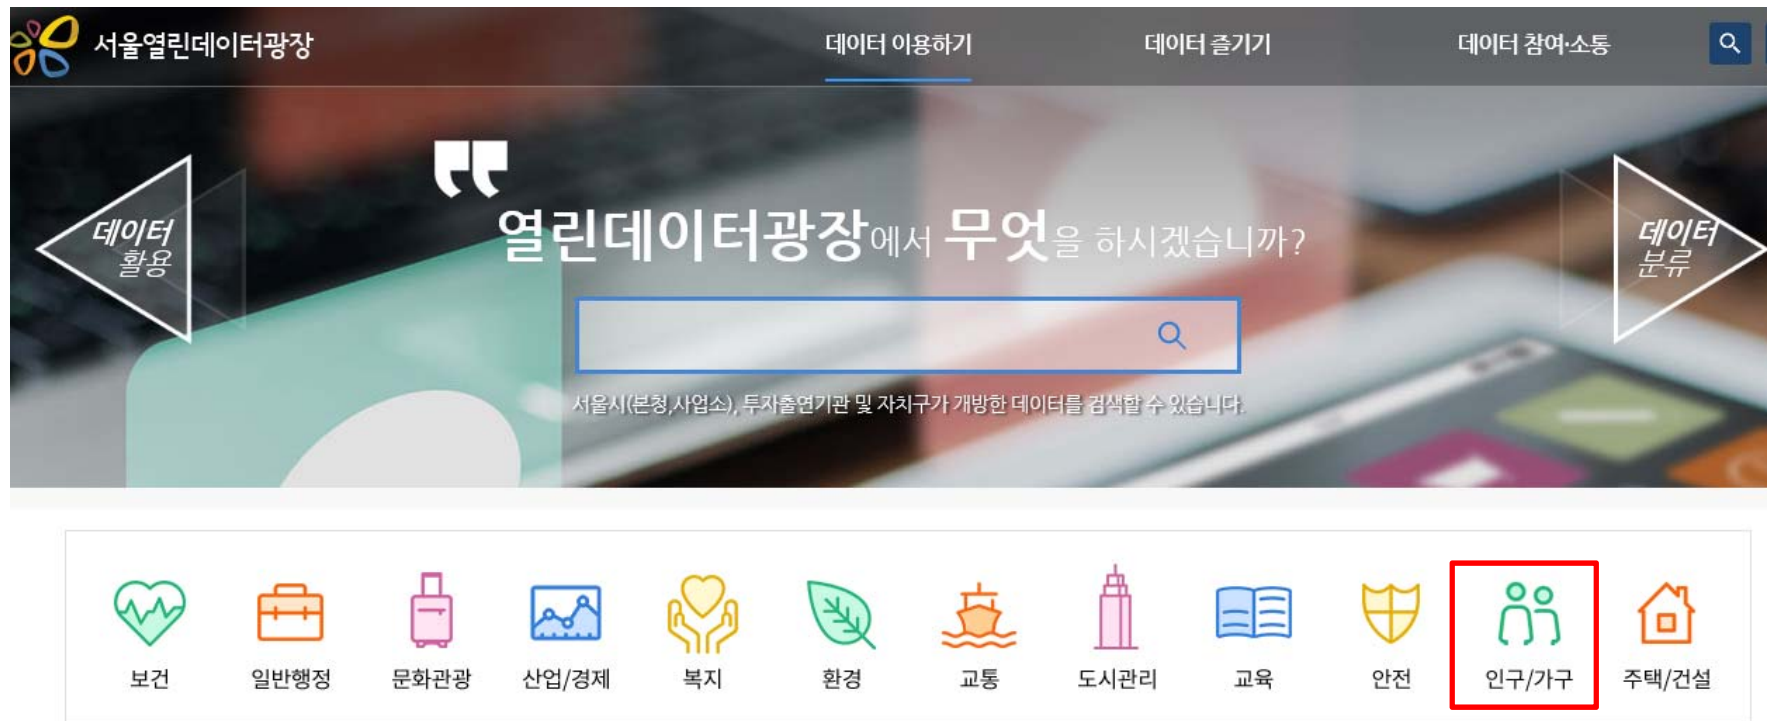 서울열린데이터광장
데이터 이용하기
데이터 즐기기
데이터 참여·소통
데이터
활용
열린데이터광장에서 무엇을 하시겠습니까?
데이터
분류
서울시(본청,사업소), 투자출연기관 및 자치구가 개방한 데이터를 검색할 수 있습니다.
보건
일반행정
문화관광
산업/경제
복지
환경
교통
도시관리
교육
안전
인구/가구
주택/건설